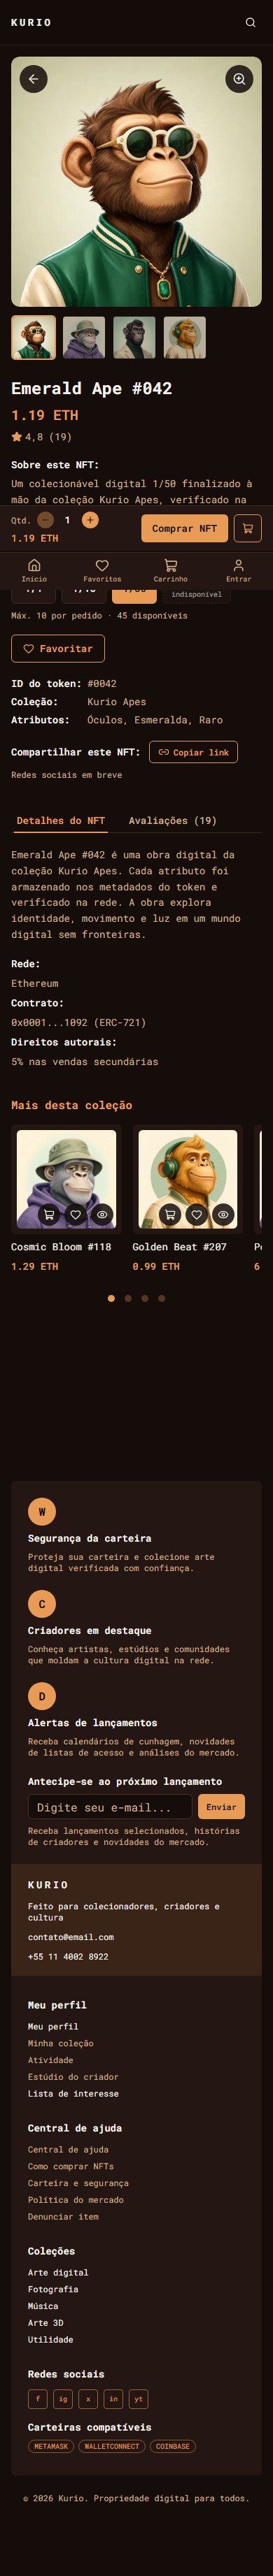 KURIO
Emerald Ape #042
1.19 ETH
4,8 (19)
Sobre este NFT:
Um colecionável digital 1/50 finalizado à
mão da coleção Kurio Apes, verificado na
Qtd. 1
1.19 ETH
Comprar NFT
Início
Favoritos
Carrinho
Entrar
indisponível
Máx. 10 por pedido · 45 disponíveis
Favoritar
ID do token: #0042
Coleção: Kurio Apes
Atributos: Óculos, Esmeralda, Raro
Compartilhar este NFT: Copiar link
Redes sociais em breve
Detalhes do NFT
Avaliações (19)
Emerald Ape #042 é uma obra digital da
coleção Kurio Apes. Cada atributo foi
armazenado nos metadados do token e
verificado na rede. A obra explora
identidade, movimento e luz em um mundo
digital sem fronteiras.
Rede:
Ethereum
Contrato:
0x0001...1092 (ERC-721)
Direitos autorais:
5% nas vendas secundárias
Mais desta coleção
Cosmic Bloom #118
1.29 ETH
Golden Beat #207
0.99 ETH
W
Segurança da carteira
Proteja sua carteira e colecione arte
digital verificada com confiança.
C
Criadores em destaque
Conheça artistas, estúdios e comunidades
que moldam a cultura digital na rede.
D
Alertas de lançamentos
Receba calendários de cunhagem, novidades
de listas de acesso e análises do mercado.
Antecipe-se ao próximo lançamento
Digite seu e-mail...
Enviar
Receba lançamentos selecionados, histórias
de criadores e novidades do mercado.
KURIO
Feito para colecionadores, criadores e
cultura
contato@email.com
+55 11 4002 8922
Meu perfil
Meu perfil
Minha coleção
Atividade
Estúdio do criador
Lista de interesse
Central de ajuda
Central de ajuda
Como comprar NFTs
Carteira e segurança
Política do mercado
Denunciar item
Coleções
Arte digital
Fotografia
Música
Arte 3D
Utilidade
Redes sociais
f
ig
x
in
yt
Carteiras compatíveis
METAMASK
WALLETCONNECT
COINBASE
© 2026 Kurio. Propriedade digital para todos.